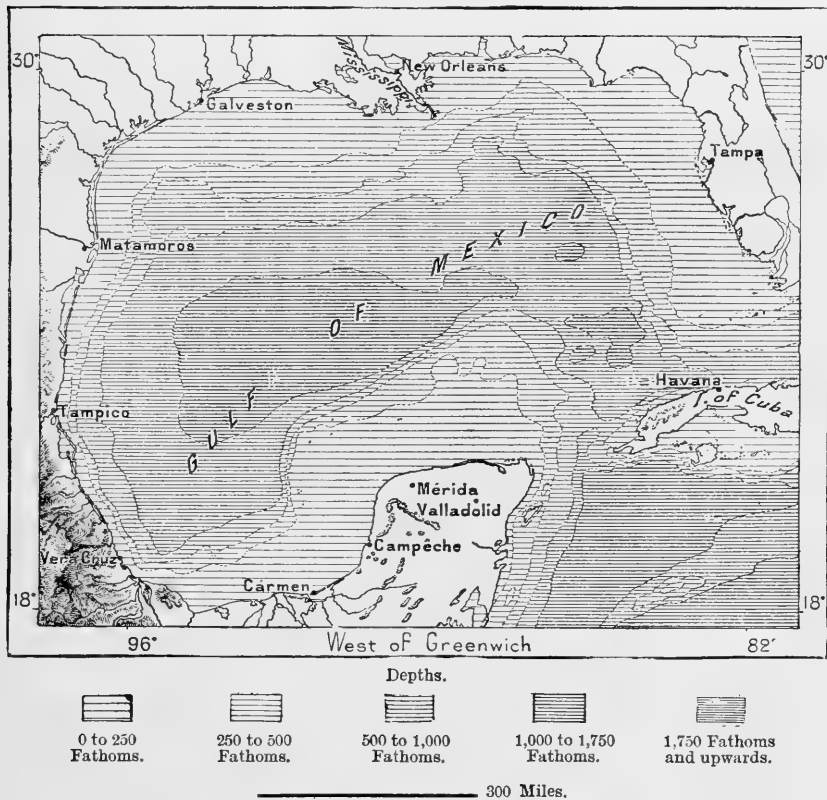 30°
30°
Mississippi
New Orleans
Galveston
Tampa
Matamoros
GULF OF MEXICO
Havana
I. of Cuba
Tampico
Mérida
Valladolid
Campêche
Vera Cruz
Cármen
18°
18°
96°
West of Greenwich
82°
Depths.
0 to 250
Fathoms.
250 to 500
Fathoms.
500 to 1,000
Fathoms.
1,000 to 1,750
Fathoms.
1,750 Fathoms
and upwards.
300 Miles.